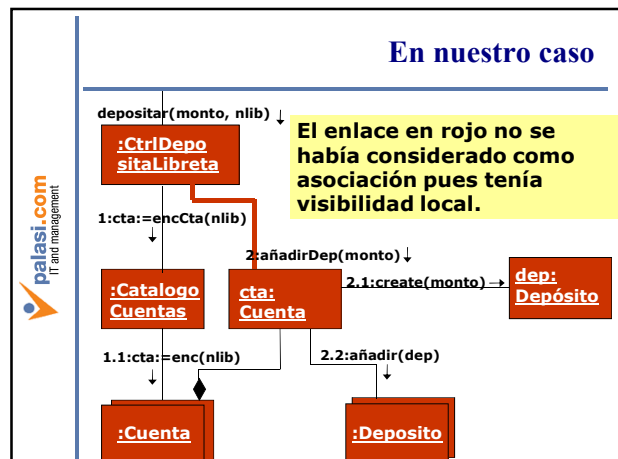 En nuestro caso
depositar(monto, nlib) ↓
El enlace en rojo no se
había considerado como
asociación pues tenía
visibilidad local.
:CtrlDepo
sitaLibreta
palasi.com
IT and management
1:cta:=encCta(nlib)
↓
2:añadirDep(monto)↓
2.1:create(monto) →
dep:
Depósito
:Catalogo
Cuentas
cta:
Cuenta
1.1:cta:=enc(nlib)
↓
2.2:añadir(dep)
↓
:Cuenta
:Deposito